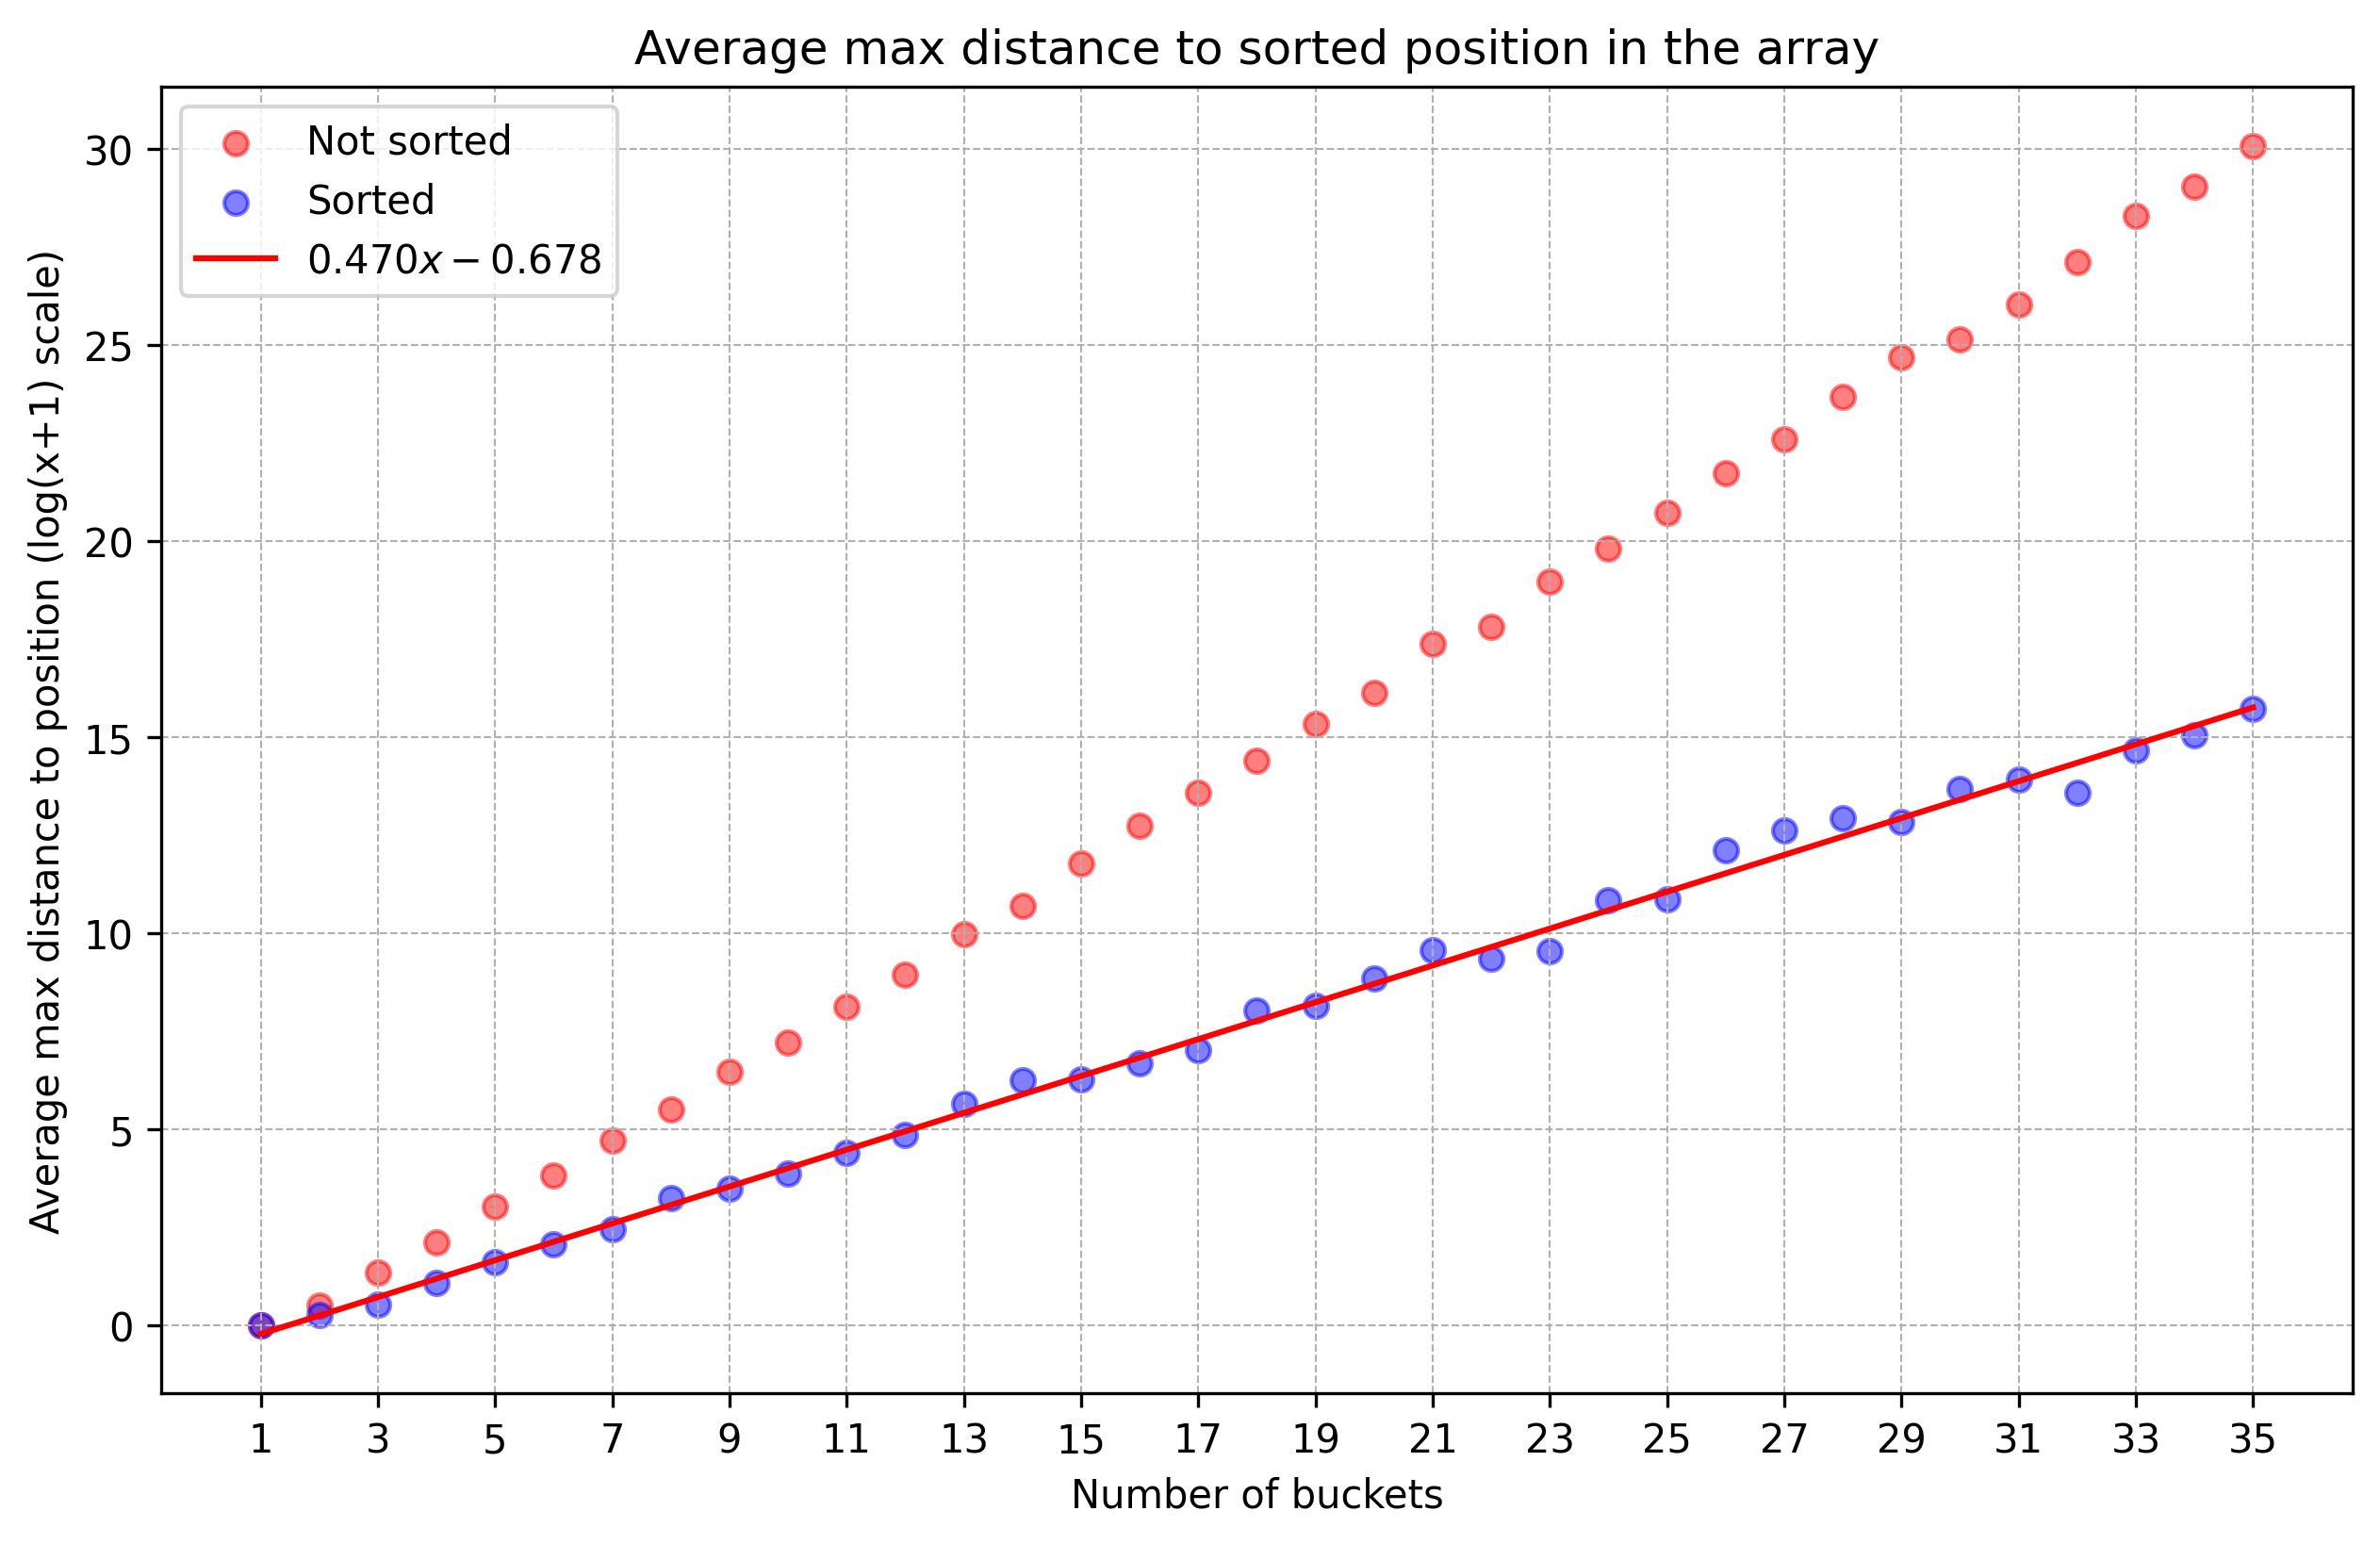 Average max distance to sorted position in the array
Not sorted
Sorted
0.470x − 0.678
Average max distance to position (log(x+1) scale)
30
25
20
15
10
5
0
1 3 5 7 9 11 13 15 17 19 21 23 25 27 29 31 33 35
Number of buckets